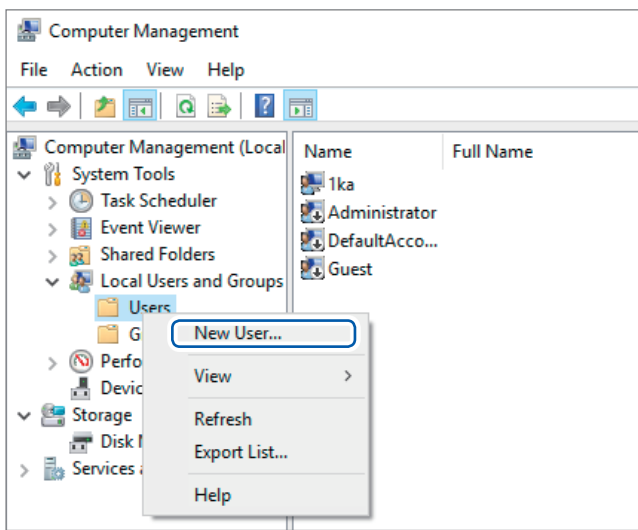 Computer Management
File Action View Help
Computer Management (Local
System Tools
Task Scheduler
Event Viewer
Shared Folders
Local Users and Groups
Users
G
Perfo
Devic
Storage
Disk
Services
Name Full Name
1ka
Administrator
DefaultAcco...
Guest
New User...
View
Refresh
Export List...
Help